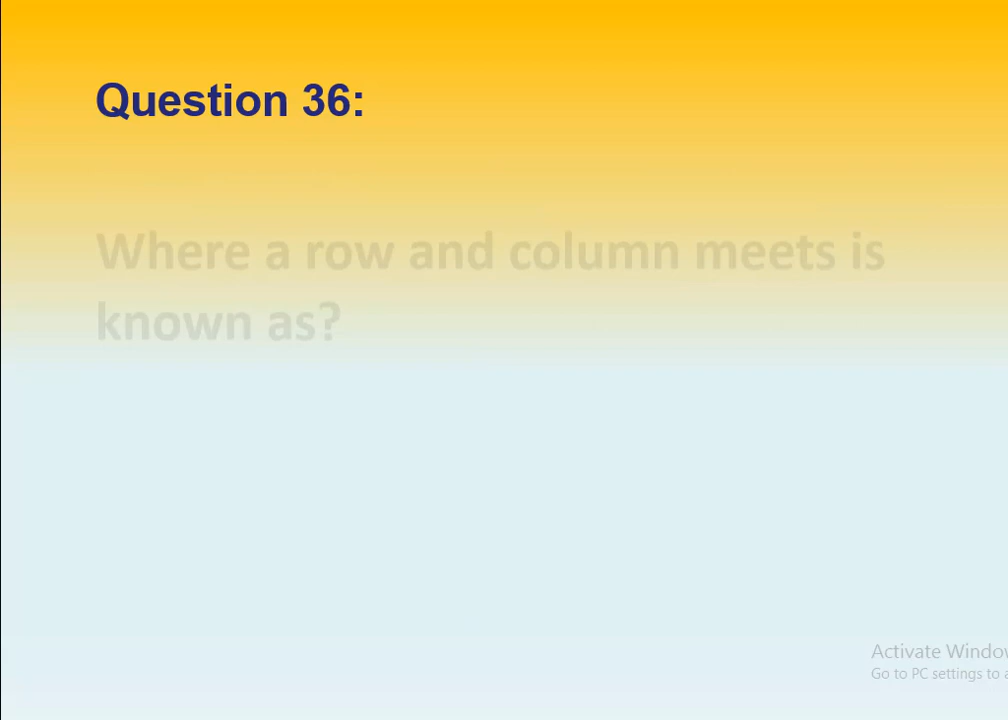 Question 36:
Where a row and column meets is
known as?
Activate Window
Go to PC settings to a